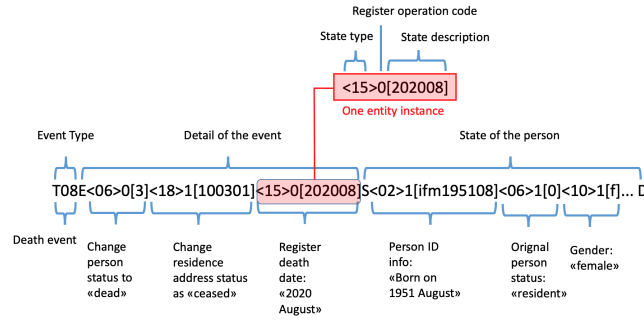 Register operation code
State type
State description
<15>0[202008]
One entity instance
Event Type
Detail of the event
State of the person
T08E<06>0[3]<18>1[100301]<15>0[202008]S<02>1[ifm195108]<06>1[0]<10>1[f]... D
Death event
Change
person
status to
«dead»
Change
residence
address status
as «ceased»
Register
death
date:
«2020
August»
Person ID
info:
«Born on
1951 August»
Orignal
person
status:
«resident»
Gender:
«female»